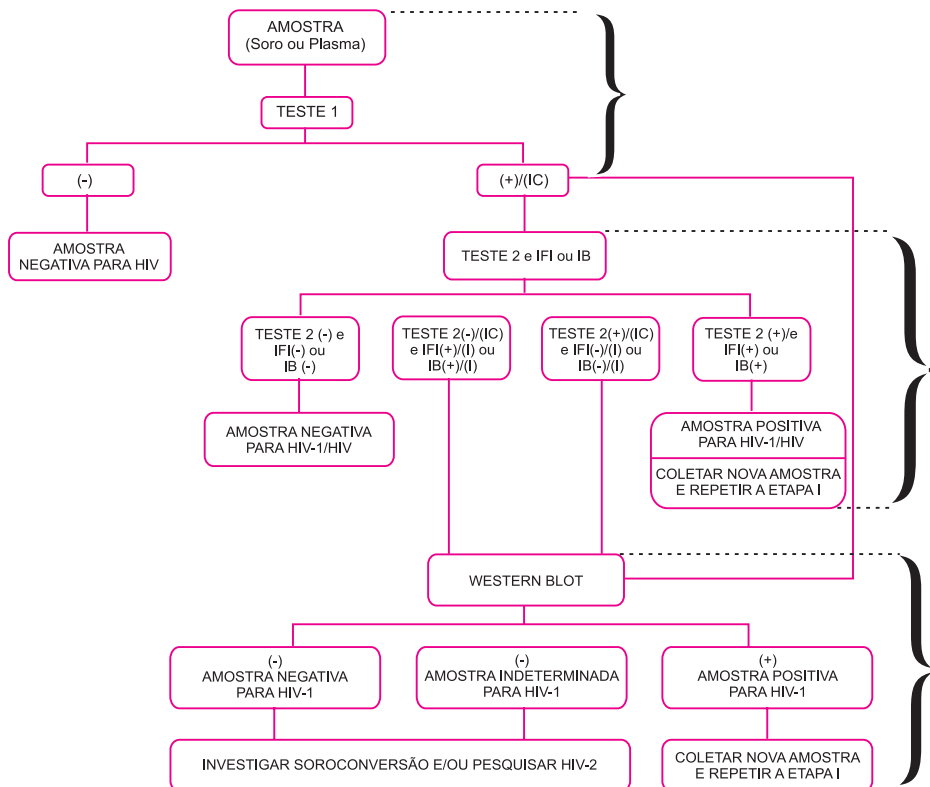 AMOSTRA
(Soro ou Plasma)
TESTE 1
(-)
(+)/(IC)
AMOSTRA
NEGATIVA PARA HIV
TESTE 2 e IFI ou IB
TESTE 2 (-) e
IFI(-) ou
IB (-)
TESTE 2(-)/(IC)
e IFI(+)/(I) ou
IB(+)/(I)
TESTE 2(+)/(IC)
e IFI(-)/(I) ou
IB(-)/(I)
TESTE 2 (+)/e
IFI(+) ou
IB(+)
AMOSTRA NEGATIVA
PARA HIV-1/HIV
AMOSTRA POSITIVA
PARA HIV-1/HIV
COLETAR NOVA AMOSTRA
E REPETIR A ETAPA I
WESTERN BLOT
(-)
AMOSTRA NEGATIVA
PARA HIV-1
(-)
AMOSTRA INDETERMINADA
PARA HIV-1
(+)
AMOSTRA POSITIVA
PARA HIV-1
INVESTIGAR SOROCONVERSÃO E/OU PESQUISAR HIV-2
COLETAR NOVA AMOSTRA
E REPETIR A ETAPA I